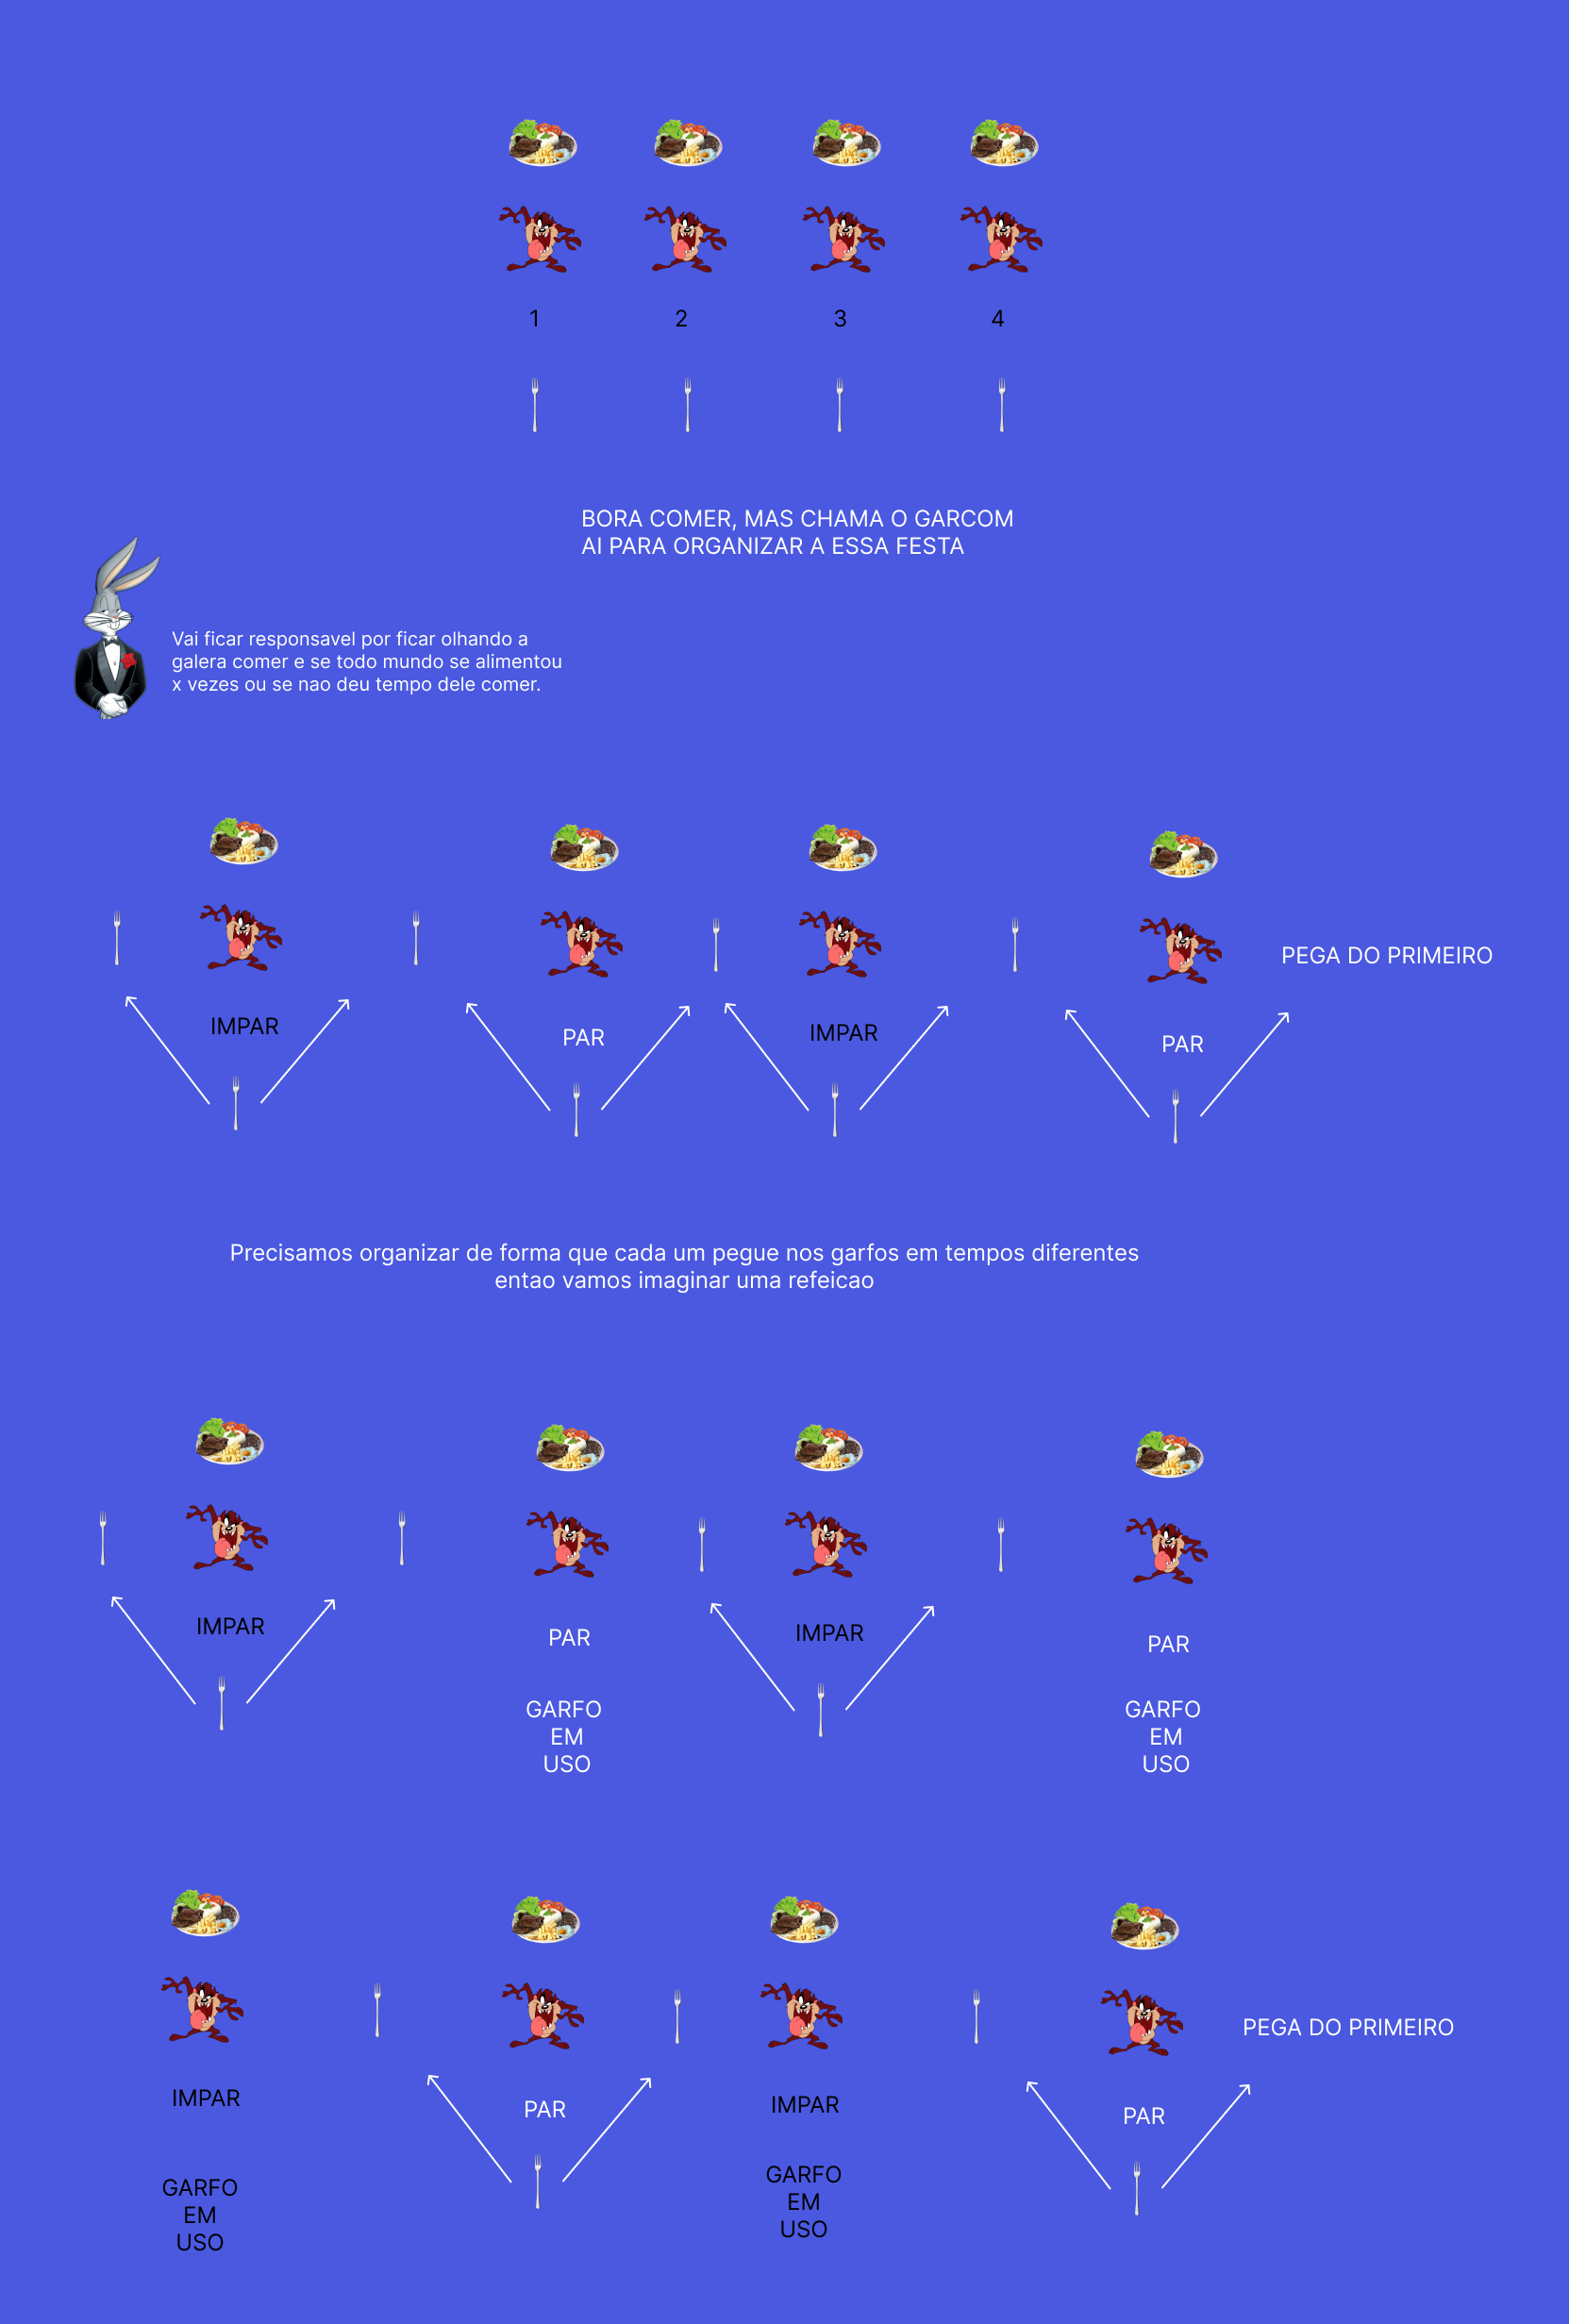 1
2
3
4
BORA COMER, MAS CHAMA O GARCOM
AI PARA ORGANIZAR A ESSA FESTA
Vai ficar responsavel por ficar olhando a
galera comer e se todo mundo se alimentou
x vezes ou se nao deu tempo dele comer.
PEGA DO PRIMEIRO
IMPAR
PAR
IMPAR
PAR
Precisamos organizar de forma que cada um pegue nos garfos em tempos diferentes
entao vamos imaginar uma refeicao
IMPAR
PAR
IMPAR
PAR
GARFO
EM
USO
GARFO
EM
USO
PEGA DO PRIMEIRO
IMPAR
PAR
IMPAR
PAR
GARFO
EM
USO
GARFO
EM
USO